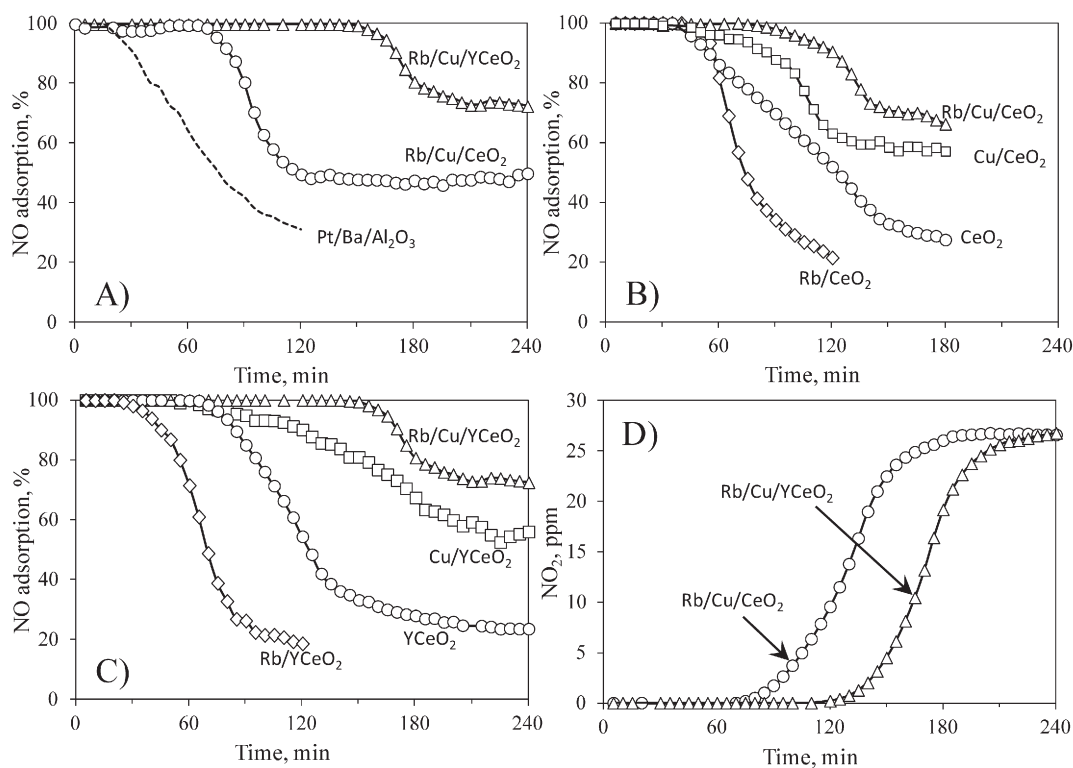 NO adsorption, %
100
80
60
40
20
0
Rb/Cu/YCeO₂
Rb/Cu/CeO₂
Pt/Ba/Al₂O₃
A)
0 60 120 180 240
Time, min
NO adsorption, %
100
80
60
40
20
0
Rb/Cu/CeO₂
Cu/CeO₂
CeO₂
Rb/CeO₂
B)
0 60 120 180 240
Time, min
NO adsorption, %
100
80
60
40
20
0
Rb/Cu/YCeO₂
Cu/YCeO₂
YCeO₂
Rb/YCeO₂
C)
0 60 120 180 240
Time, min
NO₂, ppm
30
25
20
15
10
5
0
D)
Rb/Cu/YCeO₂
Rb/Cu/CeO₂
0 60 120 180 240
Time, min